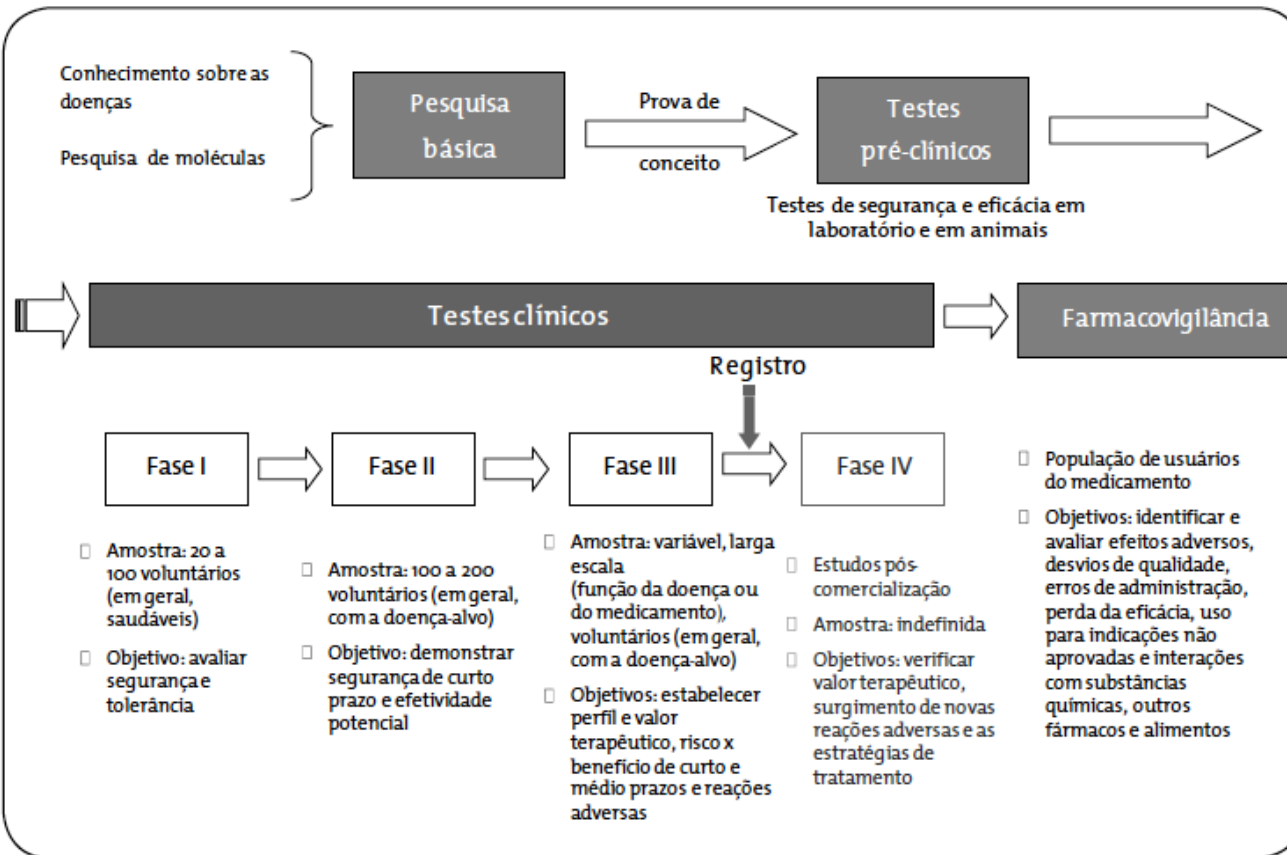 Conhecimento sobre as
doenças
Pesquisa de moléculas
Pesquisa
básica
Prova de
conceito
Testes
pré-clínicos
Testes de segurança e eficácia em
laboratório e em animais
Testes clínicos
Farmacovigilância
Registro
Fase I
Fase II
Fase III
Fase IV
Amostra: 20 a
100 voluntários
(em geral,
saudáveis)
Objetivo: avaliar
segurança e
tolerância
Amostra: 100 a 200
voluntários (em geral,
com a doença-alvo)
Objetivo: demonstrar
segurança de curto
prazo e efetividade
potencial
Amostra: variável, larga
escala
(função da doença ou
do medicamento),
voluntários (em geral,
com a doença-alvo)
Objetivos: estabelecer
perfil e valor
terapêutico, risco x
benefício de curto e
médio prazos e reações
adversas
Estudos pós-
comercialização
Amostra: indefinida
Objetivos: verificar
valor terapêutico,
surgimento de novas
reações adversas e as
estratégias de
tratamento
População de usuários
do medicamento
Objetivos: identificar e
avaliar efeitos adversos,
desvios de qualidade,
erros de administração,
perda da eficácia, uso
para indicações não
aprovadas e interações
com substâncias
químicas, outros
fármacos e alimentos